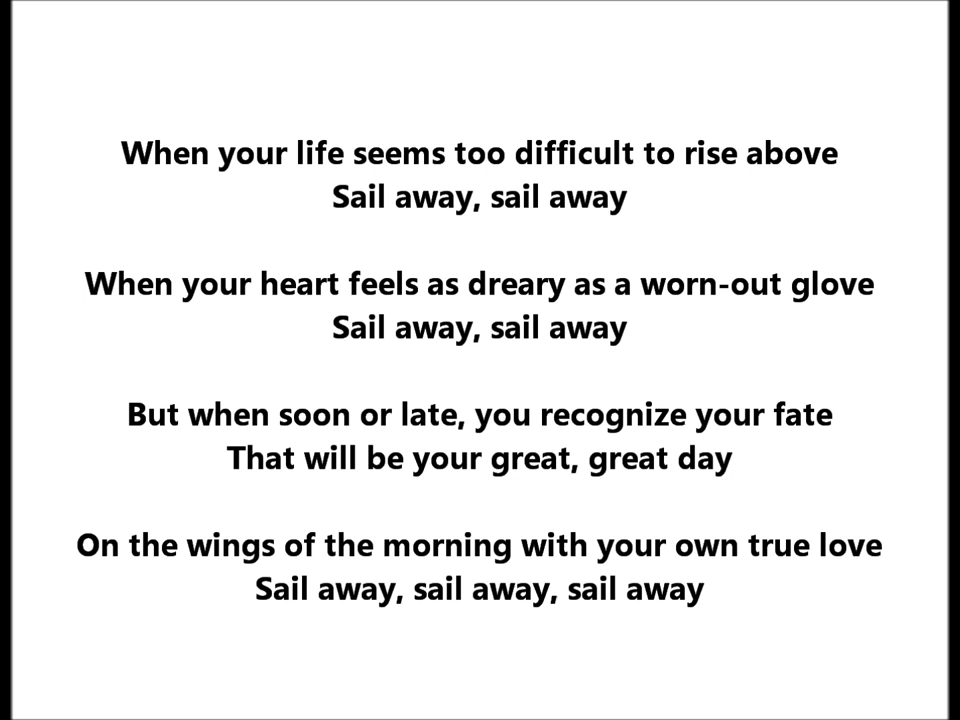 When your life seems too difficult to rise above
Sail away, sail away
When your heart feels as dreary as a worn-out glove
Sail away, sail away
But when soon or late, you recognize your fate
That will be your great, great day
On the wings of the morning with your own true love
Sail away, sail away, sail away